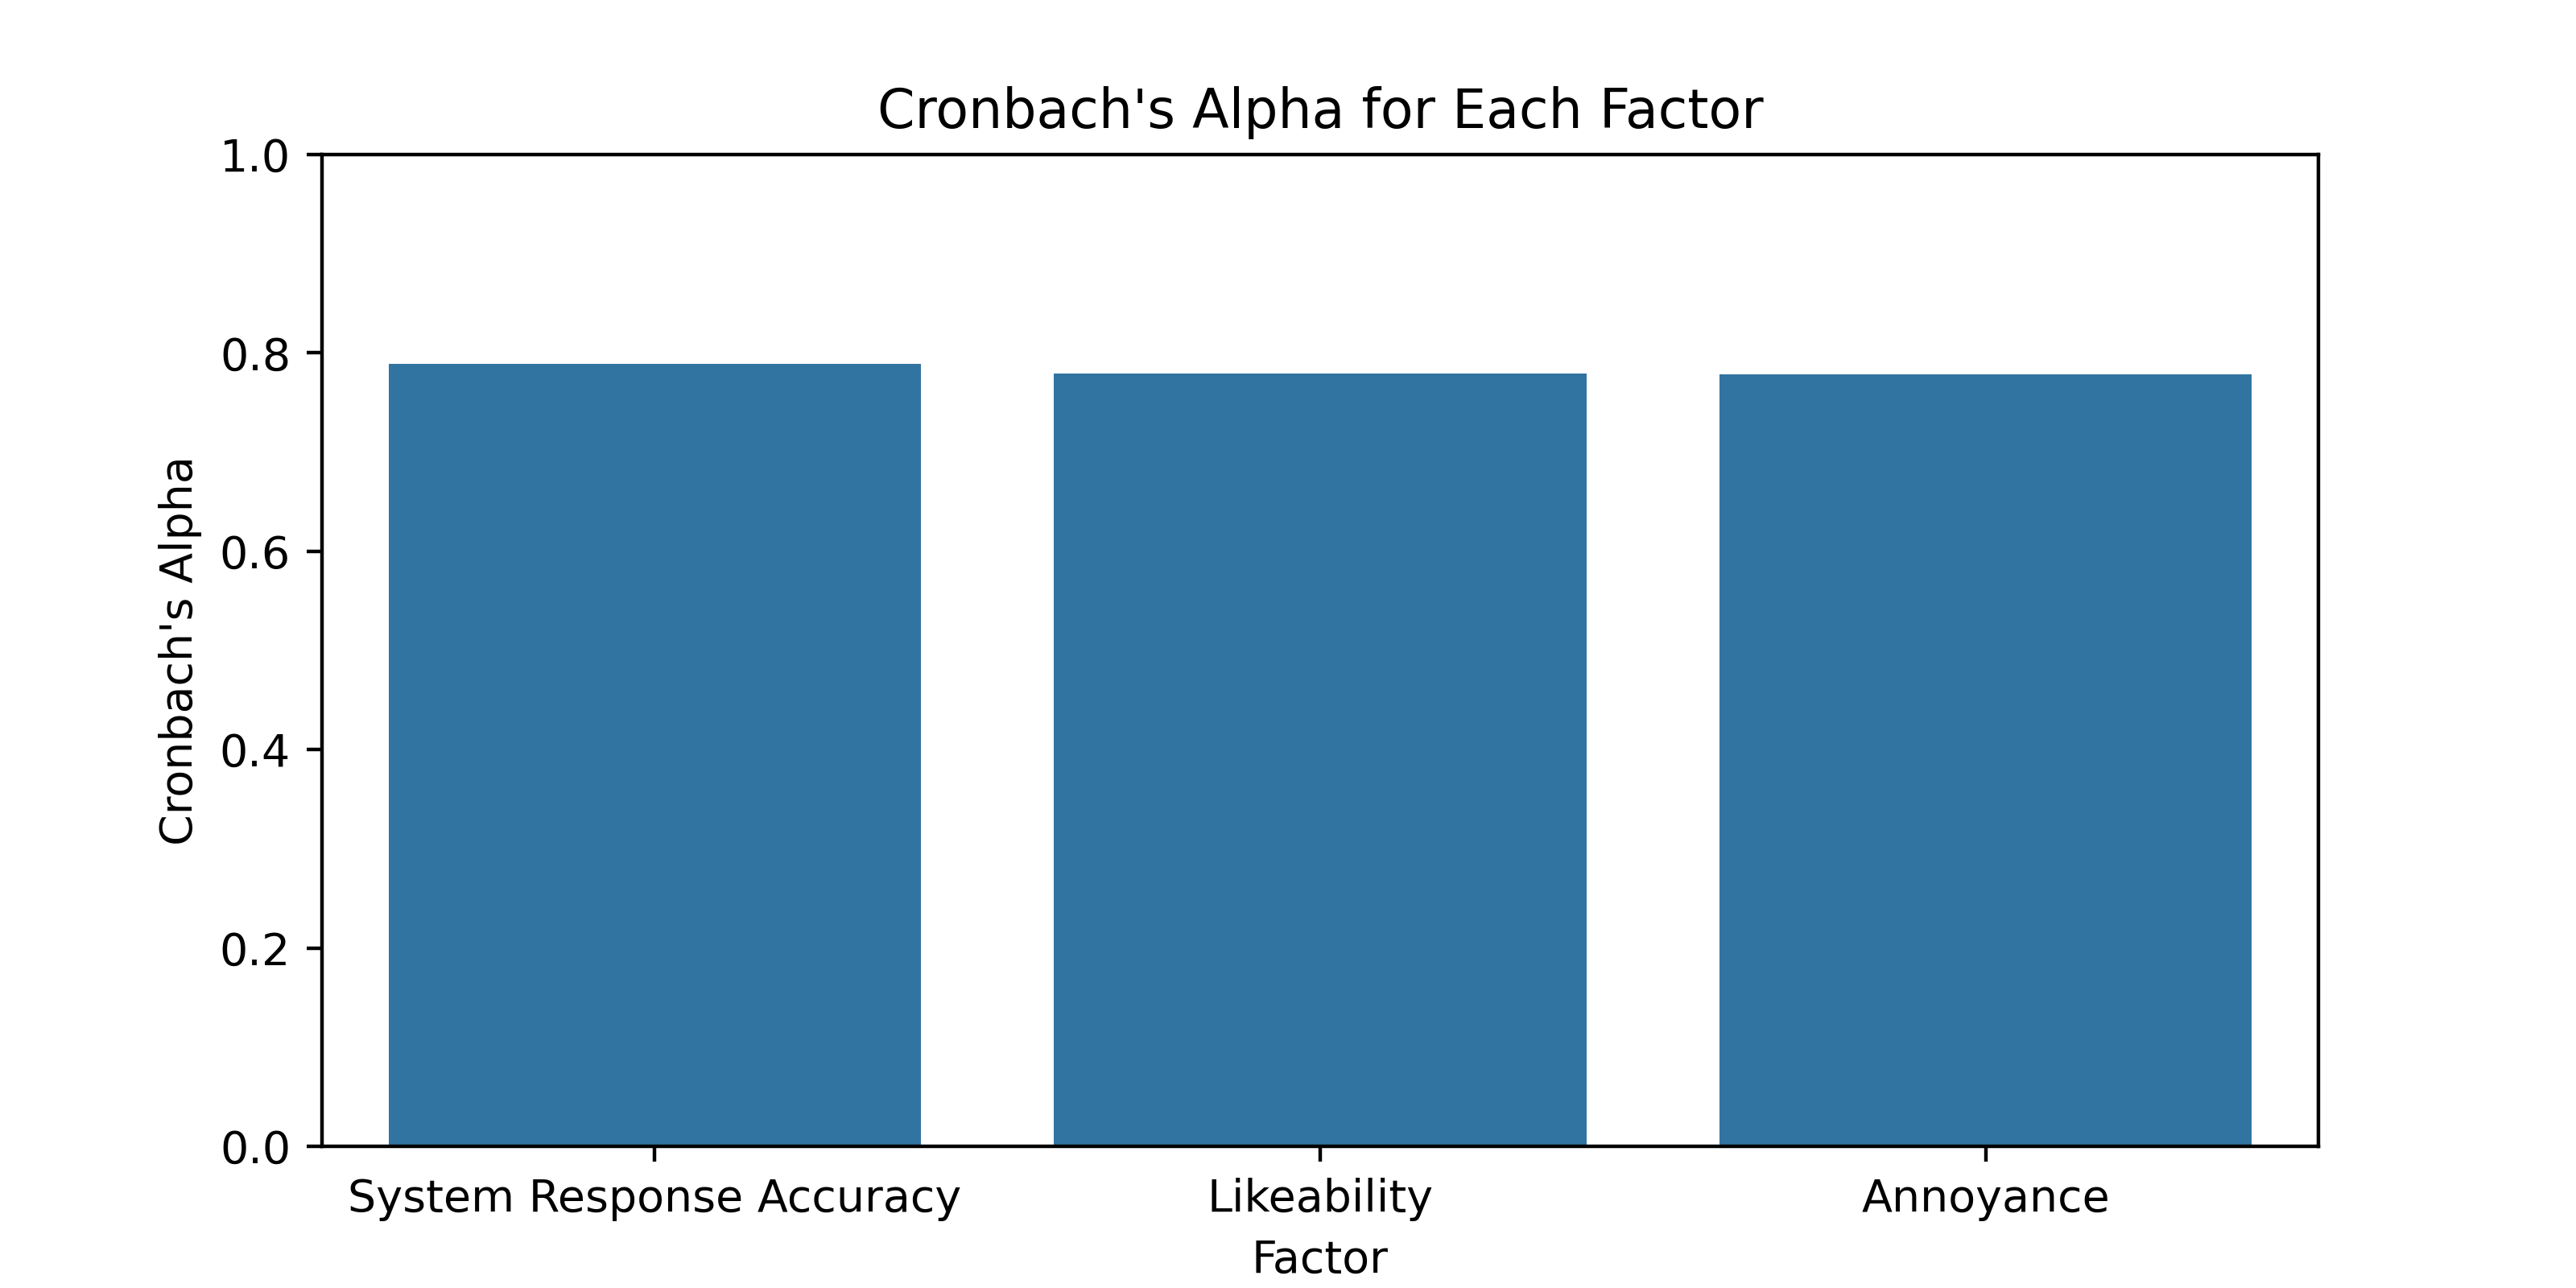 Cronbach's Alpha for Each Factor
Cronbach's Alpha
1.0
0.8
0.6
0.4
0.2
0.0
System Response Accuracy
Likeability
Annoyance
Factor